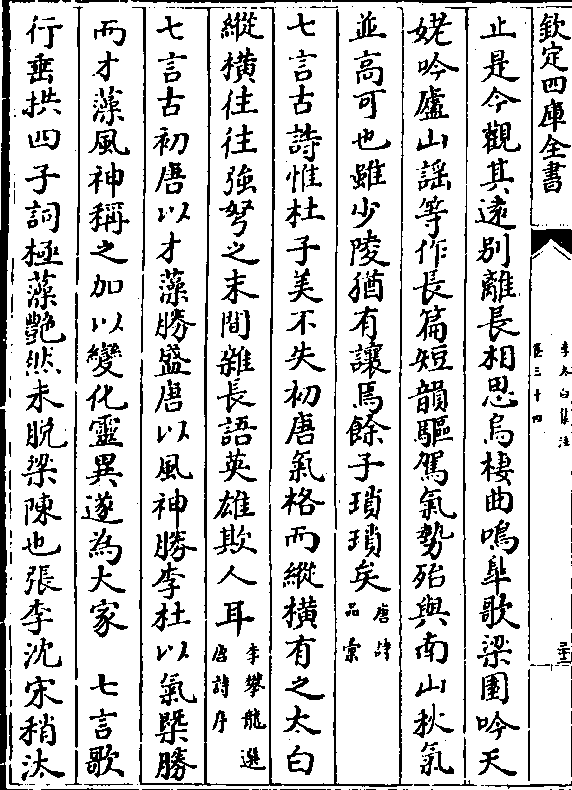 欽定四庫全書
李太白集注
卷三十四
止是今觀其遠别離長相思烏棲曲鳴臯歌梁園吟天
姥吟廬山謡等作長篇短韻驅駕氣勢殆與南山秋氣
並高可也雖少陵猶有讓焉餘子瑣瑣矣唐詩品彚
七言古詩惟杜子美不失初唐氣格而縱横有之太白
縱横往往強弩之末間雜長語英雄欺人耳李攀龍選唐詩序
七言古初唐以才藻勝盛唐以風神勝李杜以氣槩勝
而才藻風神稱之加以變化靈異遂為大家　七言歌
行垂拱四子詞極藻艶然未脱梁陳也張李沈宋稍汰